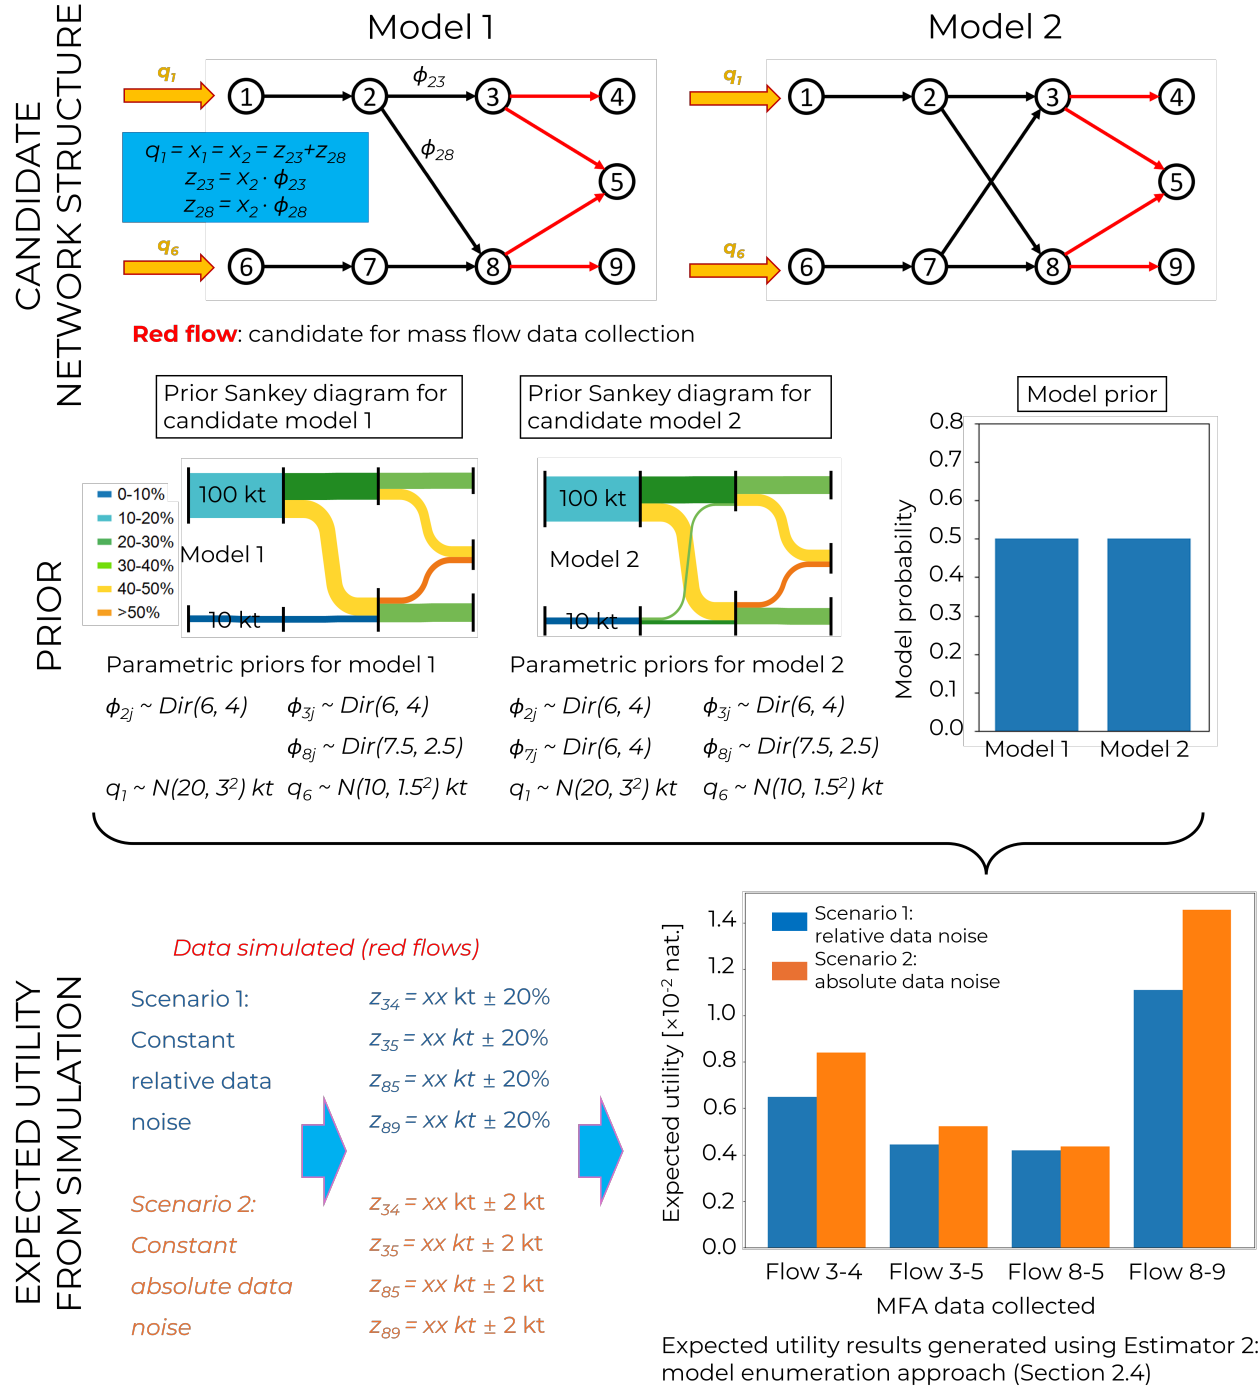 Model 1
Model 2
CANDIDATE
NETWORK STRUCTURE
q1
ϕ23
1
2
3
4
ϕ28
q1 = x1 = x2 = z23+z28
z23 = x2 · ϕ23
z28 = x2 · ϕ28
5
q6
6
7
8
9
q1
1
2
3
4
5
q6
6
7
8
9
Red flow: candidate for mass flow data collection
PRIOR
Prior Sankey diagram for
candidate model 1
Prior Sankey diagram for
candidate model 2
Model prior
0-10%
10-20%
20-30%
30-40%
40-50%
>50%
100 kt
Model 1
10 kt
100 kt
Model 2
10 kt
Model probability
0.8
0.7
0.6
0.5
0.4
0.3
0.2
0.1
0.0
Model 1
Model 2
Parametric priors for model 1
ϕ2j ~ Dir(6, 4)
ϕ3j ~ Dir(6, 4)
ϕ8j ~ Dir(7.5, 2.5)
q1 ~ N(20, 3²) kt
q6 ~ N(10, 1.5²) kt
Parametric priors for model 2
ϕ2j ~ Dir(6, 4)
ϕ3j ~ Dir(6, 4)
ϕ7j ~ Dir(6, 4)
ϕ8j ~ Dir(7.5, 2.5)
q1 ~ N(20, 3²) kt
q6 ~ N(10, 1.5²) kt
EXPECTED UTILITY
FROM SIMULATION
Data simulated (red flows)
Scenario 1:
Constant
relative data
noise
z34 = xx kt ± 20%
z35 = xx kt ± 20%
z85 = xx kt ± 20%
z89 = xx kt ± 20%
Scenario 2:
Constant
absolute data
noise
z34 = xx kt ± 2 kt
z35 = xx kt ± 2 kt
z85 = xx kt ± 2 kt
z89 = xx kt ± 2 kt
Expected utility [×10⁻² nat.]
1.4
1.2
1.0
0.8
0.6
0.4
0.2
0.0
Scenario 1:
relative data noise
Scenario 2:
absolute data noise
Flow 3-4
Flow 3-5
Flow 8-5
Flow 8-9
MFA data collected
Expected utility results generated using Estimator 2:
model enumeration approach (Section 2.4)